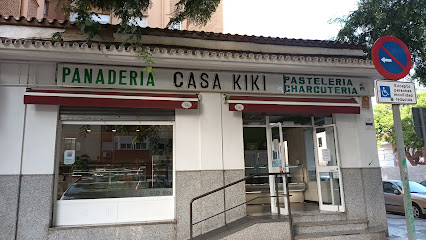 PANADERIA CASA KIKI PASTELERIA
CHARCUTERIA
Excepto
personas
movilidad
reducida